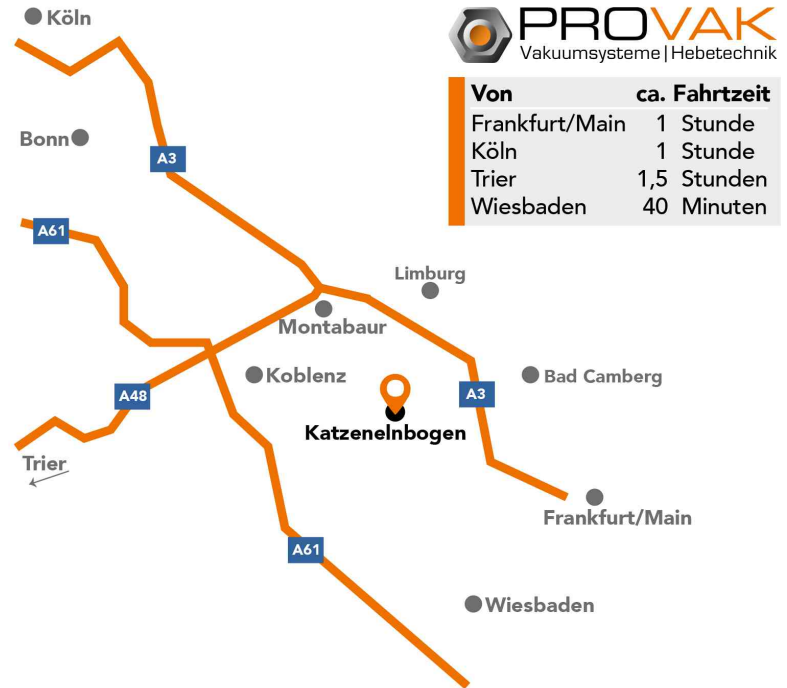 Köln
PROVAK
Vakuumsysteme|Hebetechnik
Von ca. Fahrtzeit
Frankfurt/Main 1 Stunde
Köln 1 Stunde
Trier 1,5 Stunden
Wiesbaden 40 Minuten
Bonn
A3
A61
Limburg
Montabaur
Koblenz
Bad Camberg
A48
A3
Katzenelnbogen
Trier
Frankfurt/Main
A61
Wiesbaden